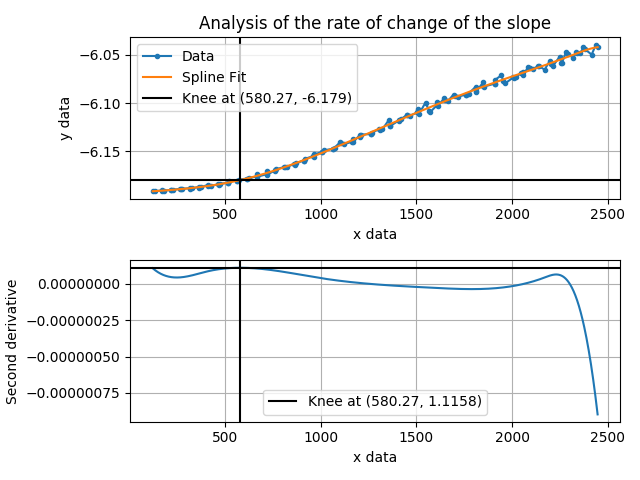 Analysis of the rate of change of the slope
Data
Spline Fit
Knee at (580.27, -6.179)
y data
−6.05
−6.10
−6.15
500
1000
1500
2000
2500
x data
Second derivative
0.00000000
−0.00000025
−0.00000050
−0.00000075
Knee at (580.27, 1.1158)
500
1000
1500
2000
2500
x data